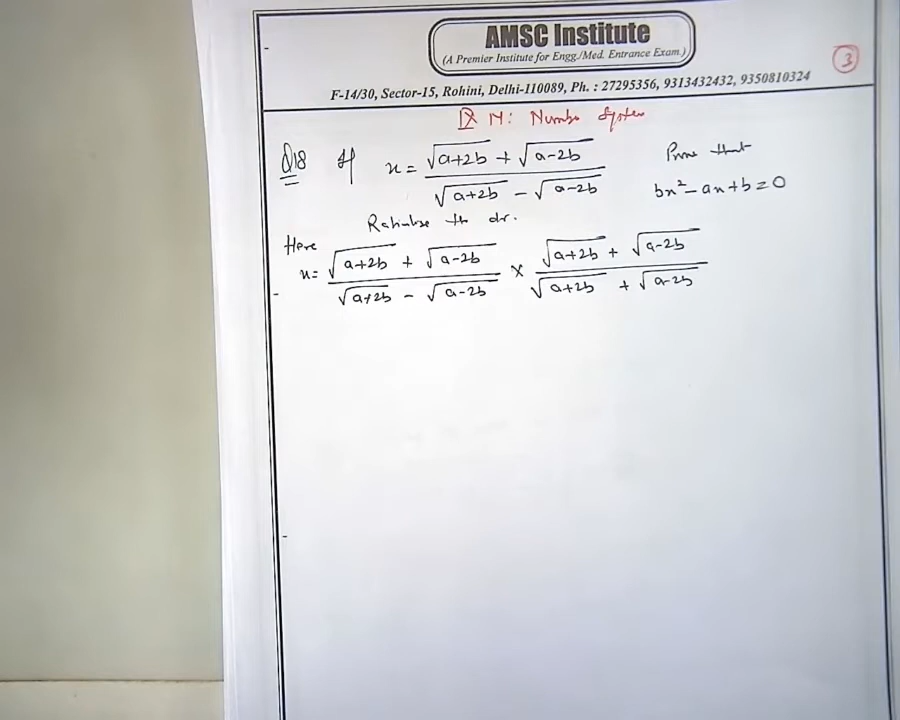 AMSC Institute
(A Premier Institute for Engg./Med. Entrance Exam.)
3
F-14/30, Sector-15, Rohini, Delhi-110089, Ph. : 27295356, 9313432432, 9350810324
IX M: Number System
Q18 If x = (√(a+2b) + √(a-2b)) / (√(a+2b) - √(a-2b)) Prove that
bx² - ax + b = 0
Rationalise the dr.
Here
x = (√(a+2b) + √(a-2b)) / (√(a+2b) - √(a-2b)) × (√(a+2b) + √(a-2b)) / (√(a+2b) + √(a-2b))